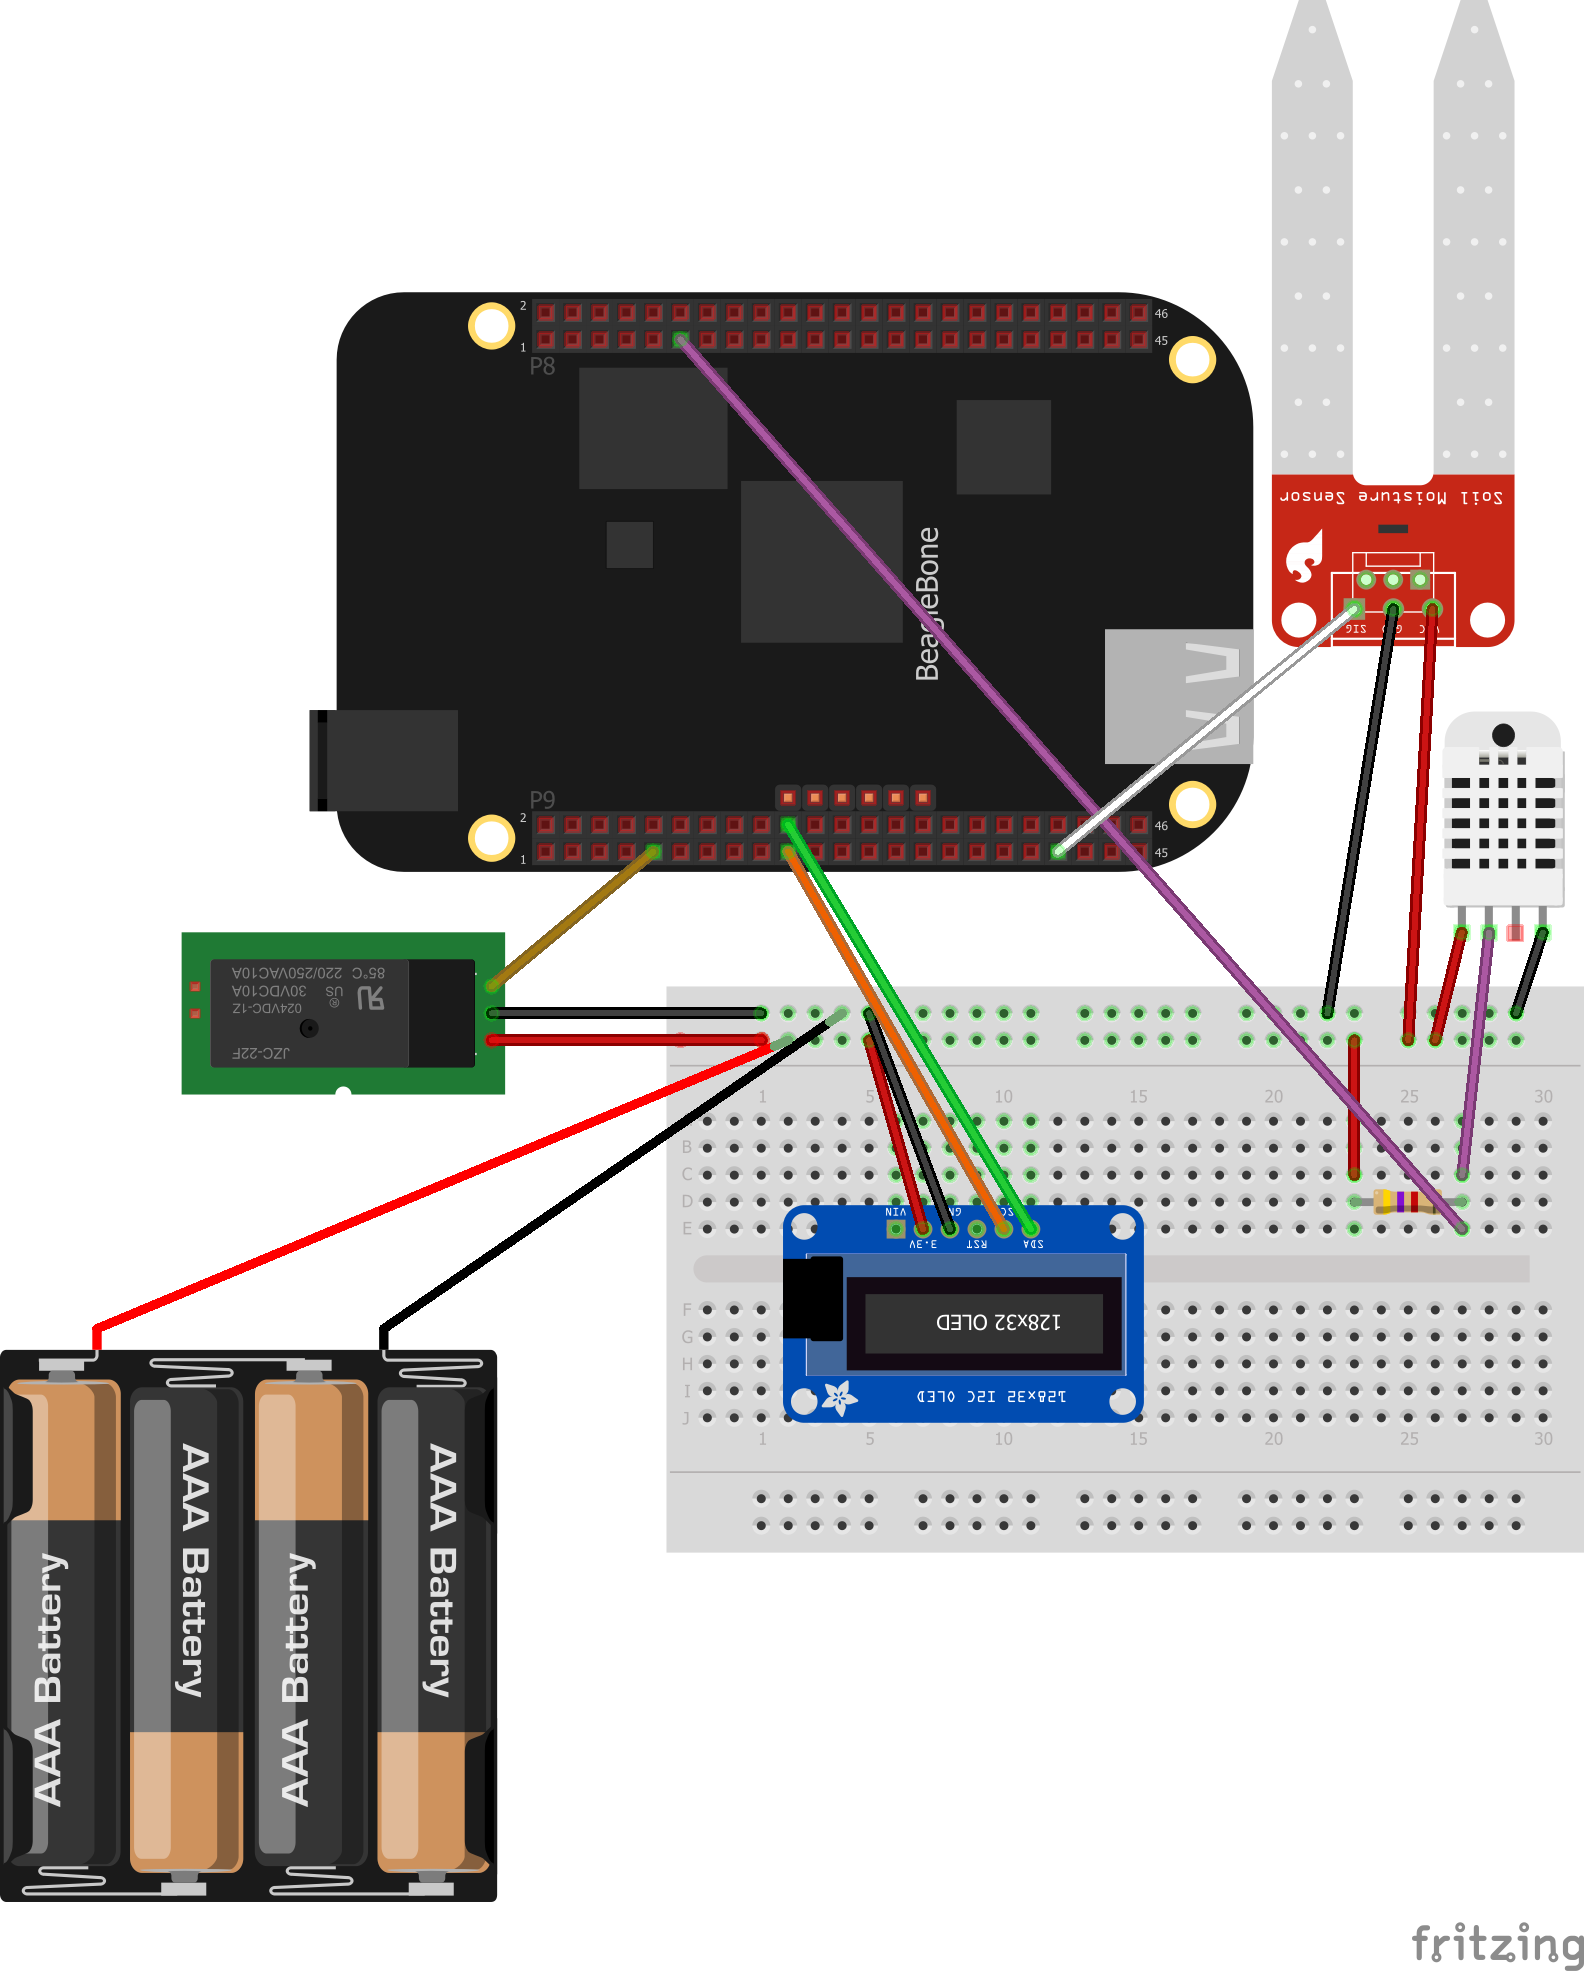 2
46
1
45
P8
Soil Moisture Sensor
BeagleBone
SIG
P9
2
46
1
45
85°C 220/250VAC10A
US 30VDC10A
024VDC-1Z
JZC-22F
1 5 10 15 20 25 30
B
C
D
E
VIN
3.3V
RST
SDA
128x32 OLED
128x32 I2C OLED
F
G
H
I
J
1 5 10 15 20 25 30
AAA Battery
AAA Battery
AAA Battery
AAA Battery
fritzing